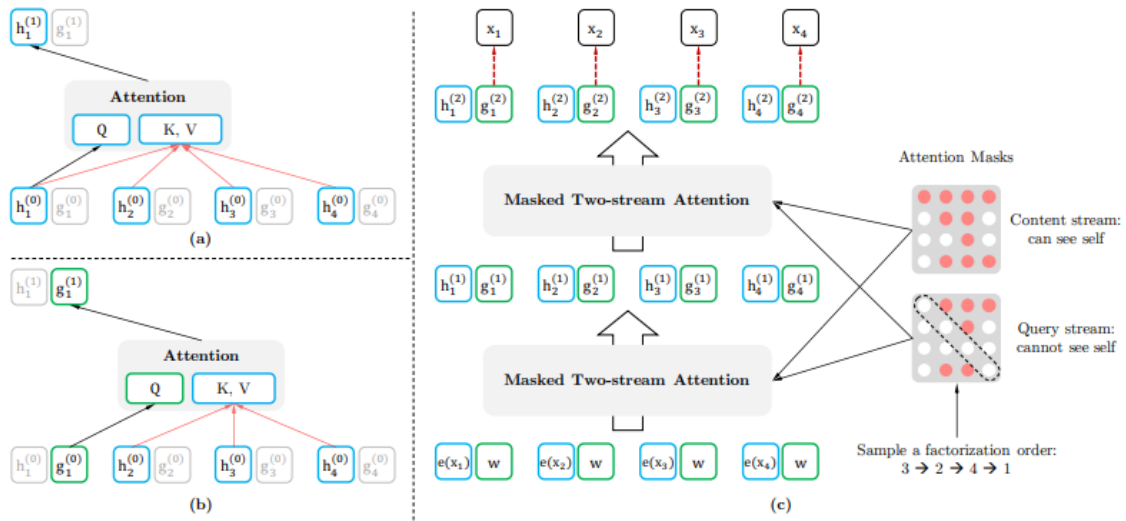 h₁⁽¹⁾ g₁⁽¹⁾
Attention
Q K, V
h₁⁽⁰⁾ g₁⁽⁰⁾ h₂⁽⁰⁾ g₂⁽⁰⁾ h₃⁽⁰⁾ g₃⁽⁰⁾ h₄⁽⁰⁾ g₄⁽⁰⁾
(a)
h₁⁽¹⁾ g₁⁽¹⁾
Attention
Q K, V
h₁⁽⁰⁾ g₁⁽⁰⁾ h₂⁽⁰⁾ g₂⁽⁰⁾ h₃⁽⁰⁾ g₃⁽⁰⁾ h₄⁽⁰⁾ g₄⁽⁰⁾
(b)
x₁ x₂ x₃ x₄
h₁⁽²⁾ g₁⁽²⁾ h₂⁽²⁾ g₂⁽²⁾ h₃⁽²⁾ g₃⁽²⁾ h₄⁽²⁾ g₄⁽²⁾
Masked Two-stream Attention
h₁⁽¹⁾ g₁⁽¹⁾ h₂⁽¹⁾ g₂⁽¹⁾ h₃⁽¹⁾ g₃⁽¹⁾ h₄⁽¹⁾ g₄⁽¹⁾
Masked Two-stream Attention
e(x₁) w e(x₂) w e(x₃) w e(x₄) w
(c)
Attention Masks
Content stream:
can see self
Query stream:
cannot see self
Sample a factorization order:
3 → 2 → 4 → 1